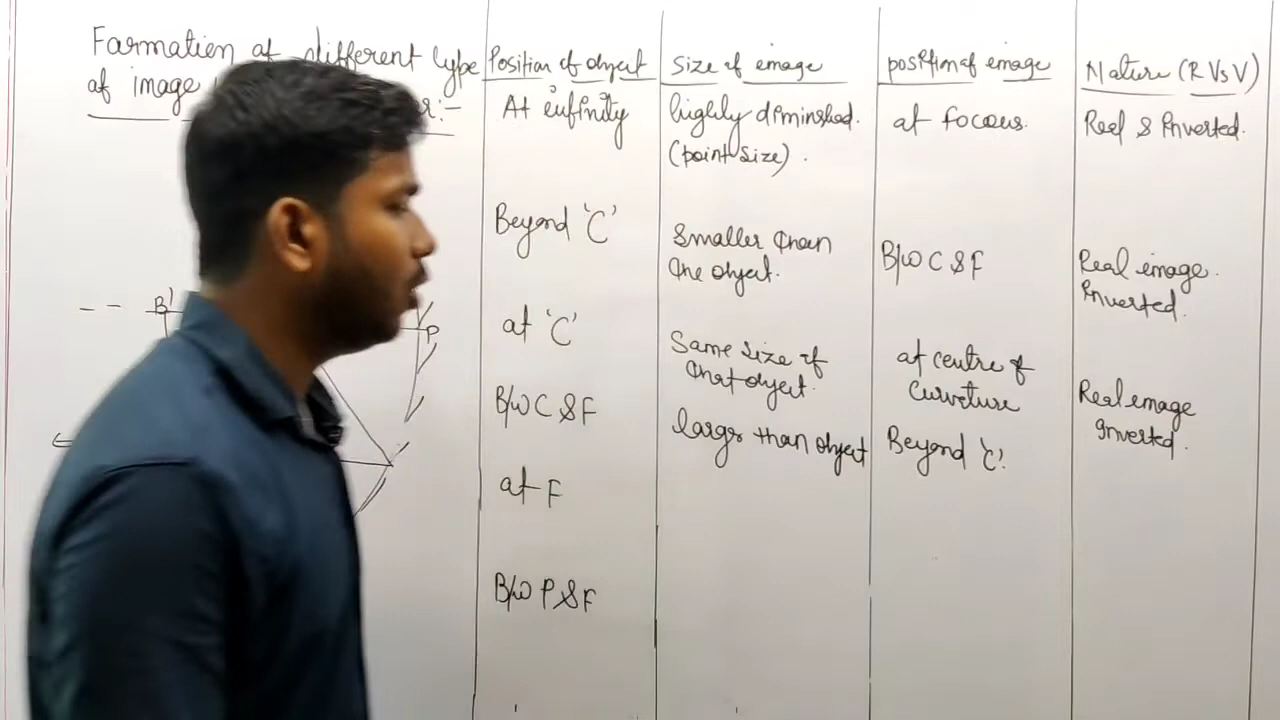 Farmation of different type
of image
r:-
Position of object
Size of image
position of image
Nature (R Vs V)
At infinity
highly diminshed.
(point size).
at focous.
Real & inverted.
Beyond 'C'
Smaller than
the object.
B/w C & F
Real image.
inverted.
at 'C'
Same size of
that object.
at centre of
Curveture
Real image
inverted.
B/w C & F
larger than object
Beyond 'C'.
at F
B/w P & F
B'
P